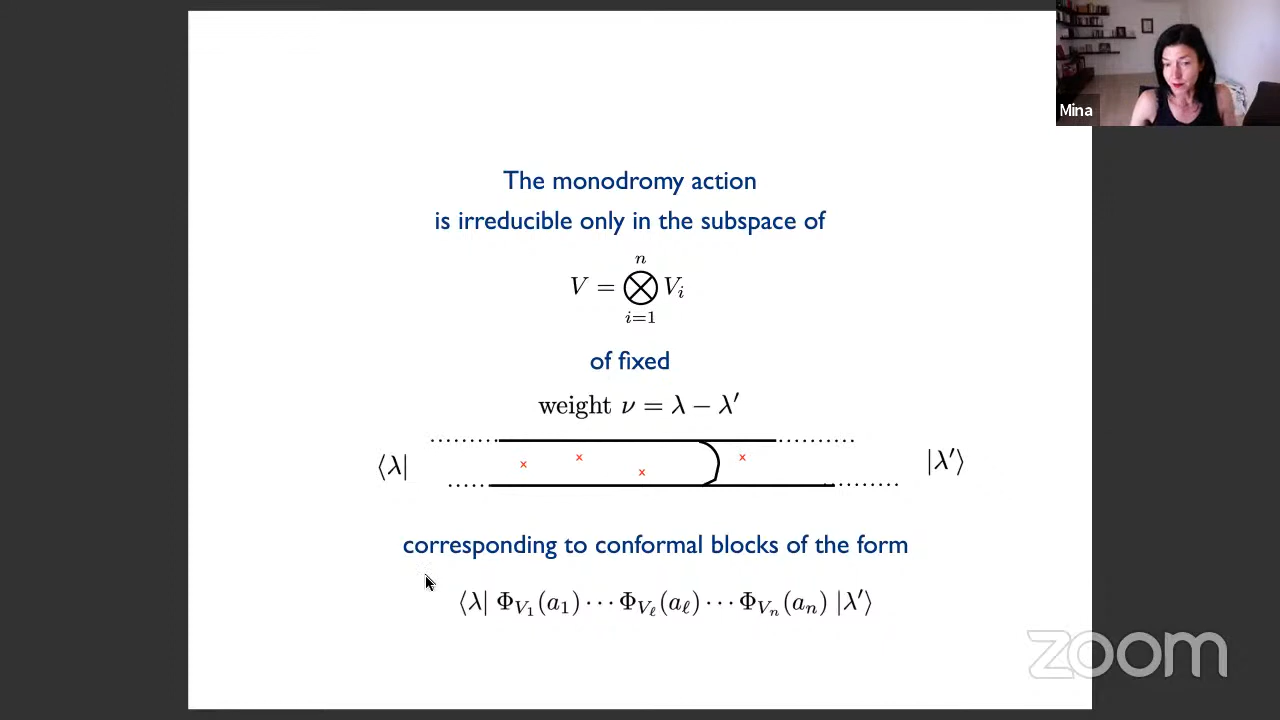 Mina
The monodromy action
is irreducible only in the subspace of
V = ⨂_{i=1}^{n} V_i
of fixed
weight ν = λ − λ′
⟨λ| x x x x |λ′⟩
corresponding to conformal blocks of the form
⟨λ| Φ_{V_1}(a_1) ⋯ Φ_{V_ℓ}(a_ℓ) ⋯ Φ_{V_n}(a_n) |λ′⟩
zoom